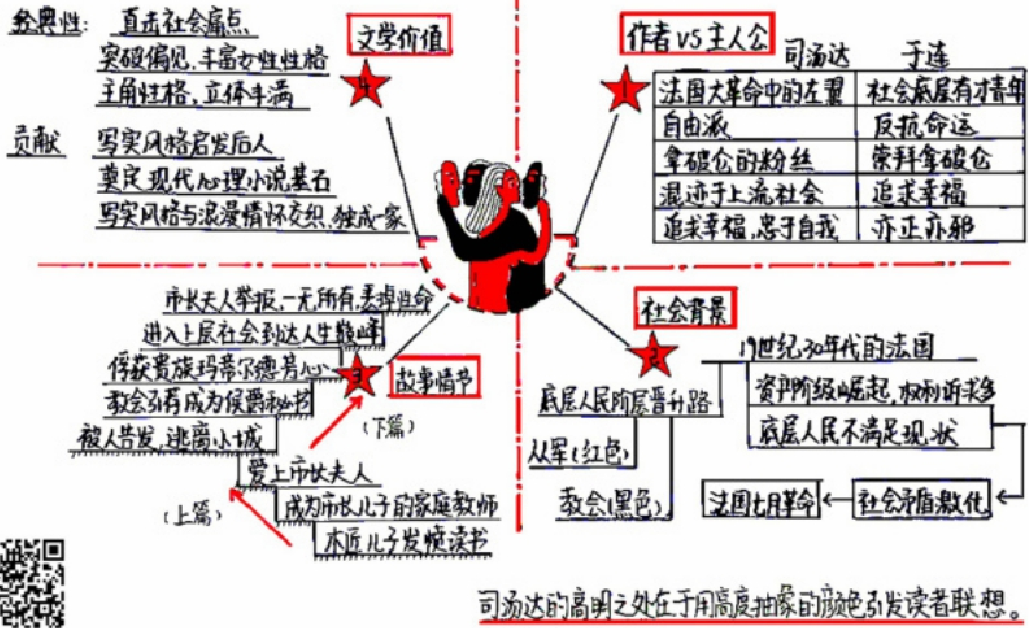 经典性: 直击社会痛点
突破偏见、丰富女性性格
主角性格、立体丰满
贡献 写实风格启发后人
奠定现代心理小说基石
写实风格与浪漫情怀交织,独成一家
文学价值
4
作者VS主人公
1
司汤达 于连
法国大革命中的左翼 社会底层有才青年
自由派 反抗命运
拿破仑的粉丝 崇拜拿破仑
混迹于上流社会 追求幸福
追求幸福,忠于自我 亦正亦邪
社会背景
2
19世纪30年代的法国
资产阶级崛起,权利诉求多
底层人民不满足现状
社会矛盾激化
法国七月革命
底层人民阶层晋升路
从军(红色)
教会(黑色)
故事情节
3
市长夫人举报,一无所有,丢掉性命
进入上层社会到达人生巅峰
俘获贵族玛蒂尔德芳心
教会引荐成为侯爵秘书
被人告发,逃离小城
(下篇)
爱上市长夫人
成为市长儿子的家庭教师
木匠儿子发愤读书
(上篇)
司汤达的高明之处在于用高度抽象的颜色引发读者联想。